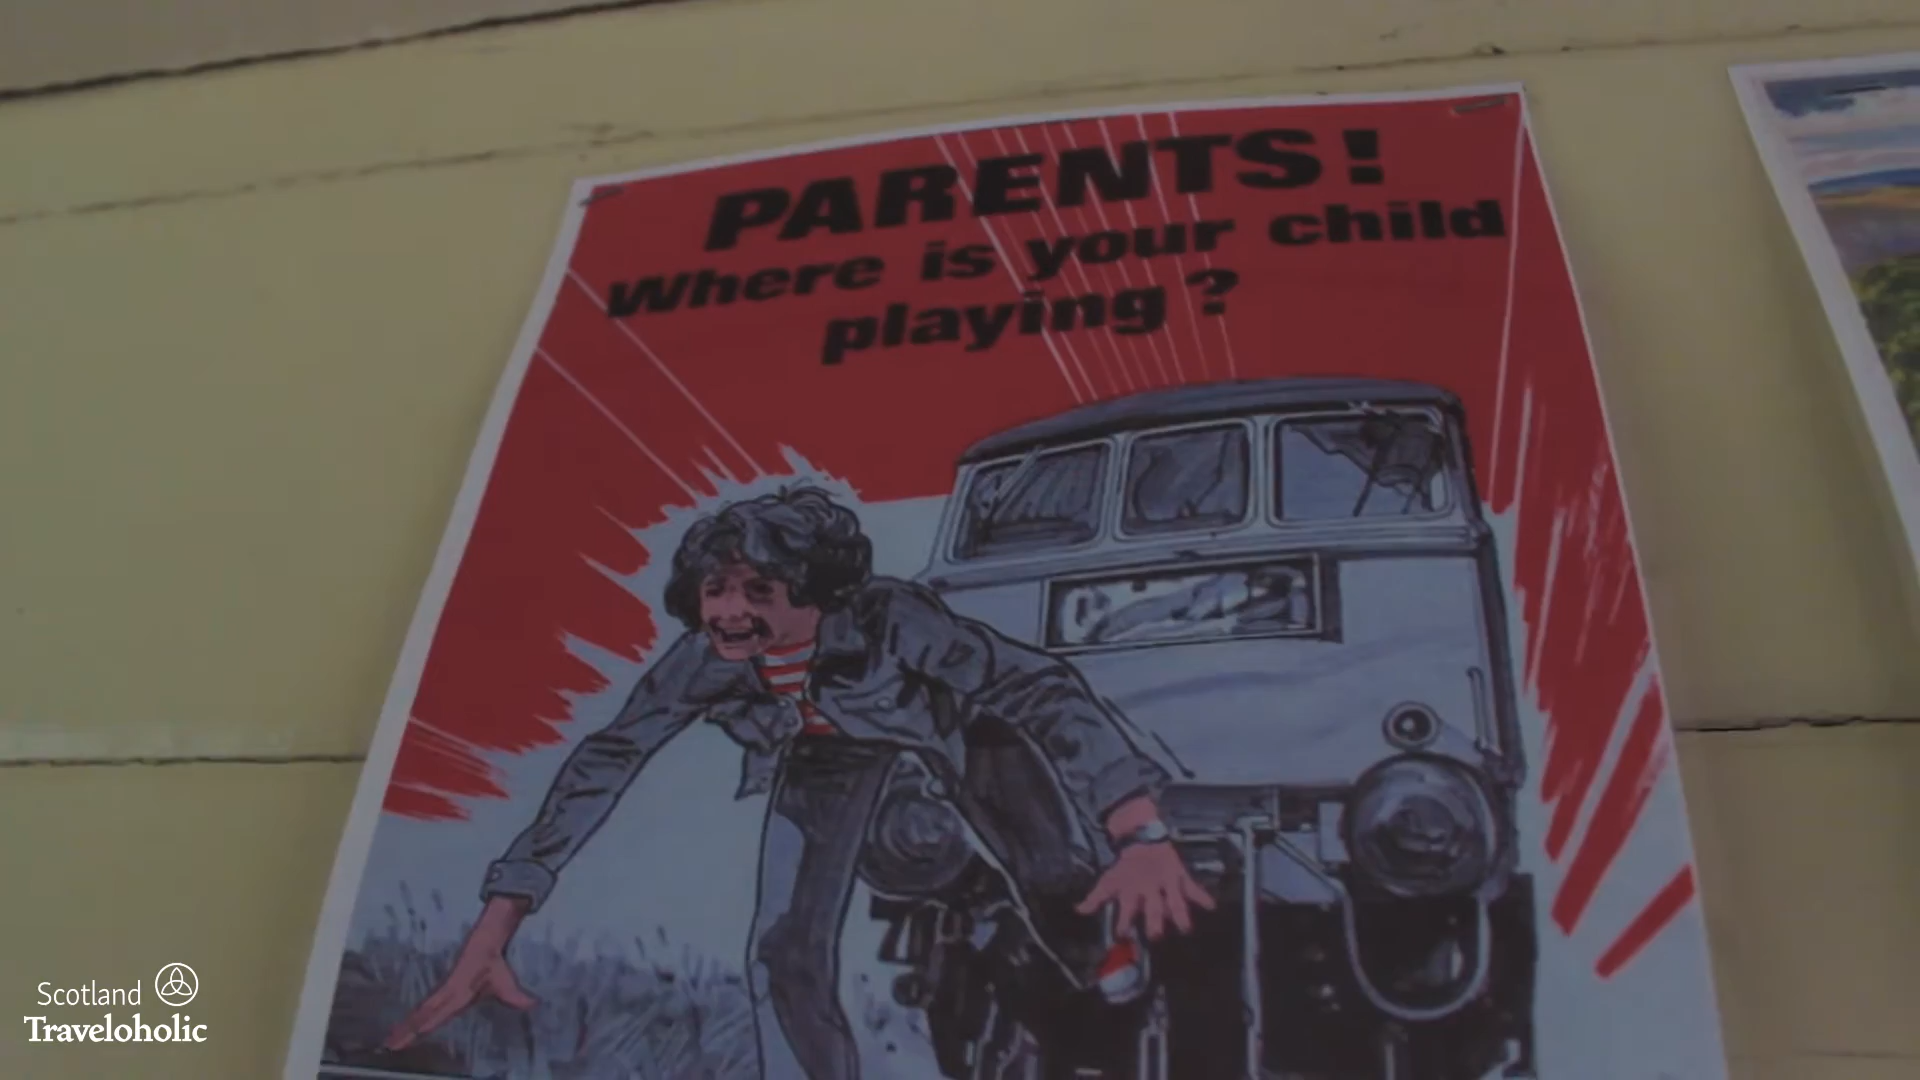 PARENTS!
Where is your child
playing?
Scotland
Traveloholic